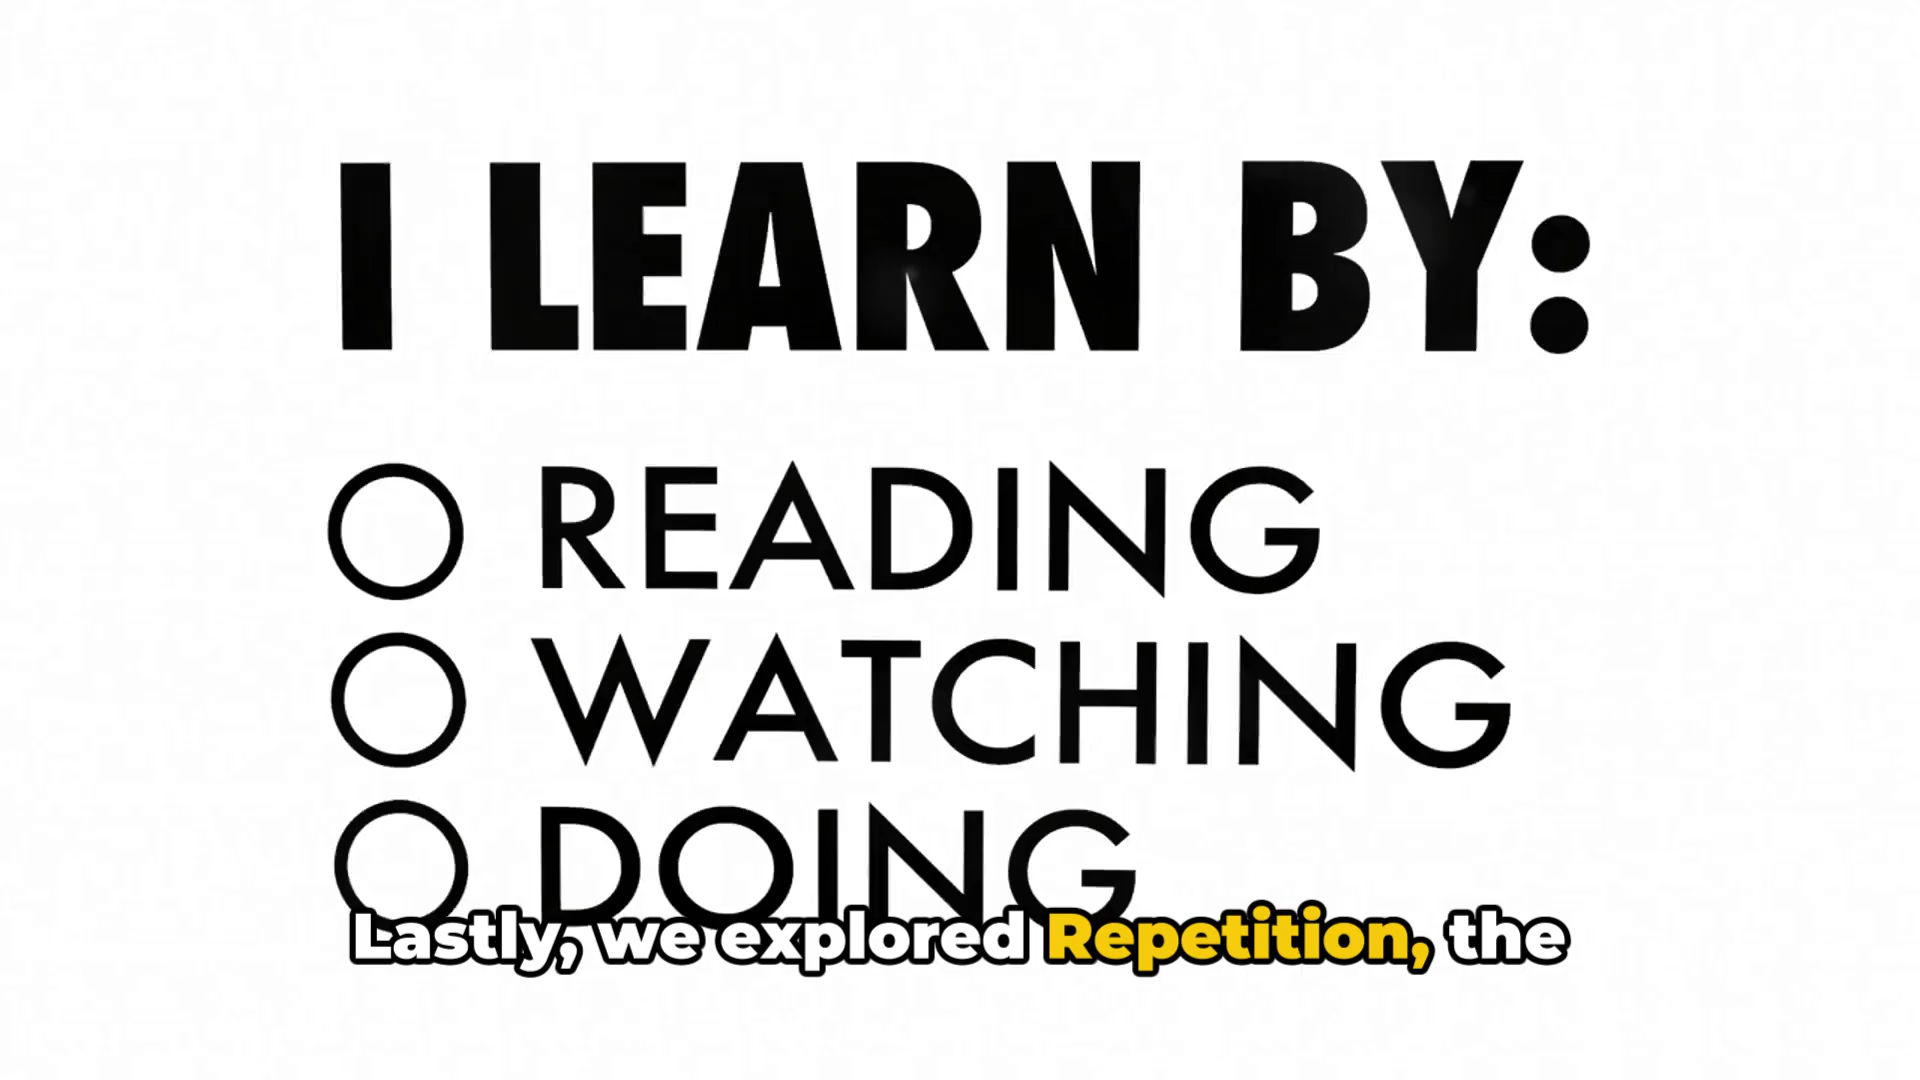 I LEARN BY:
READING
WATCHING
DOING
Lastly, we explored Repetition, the